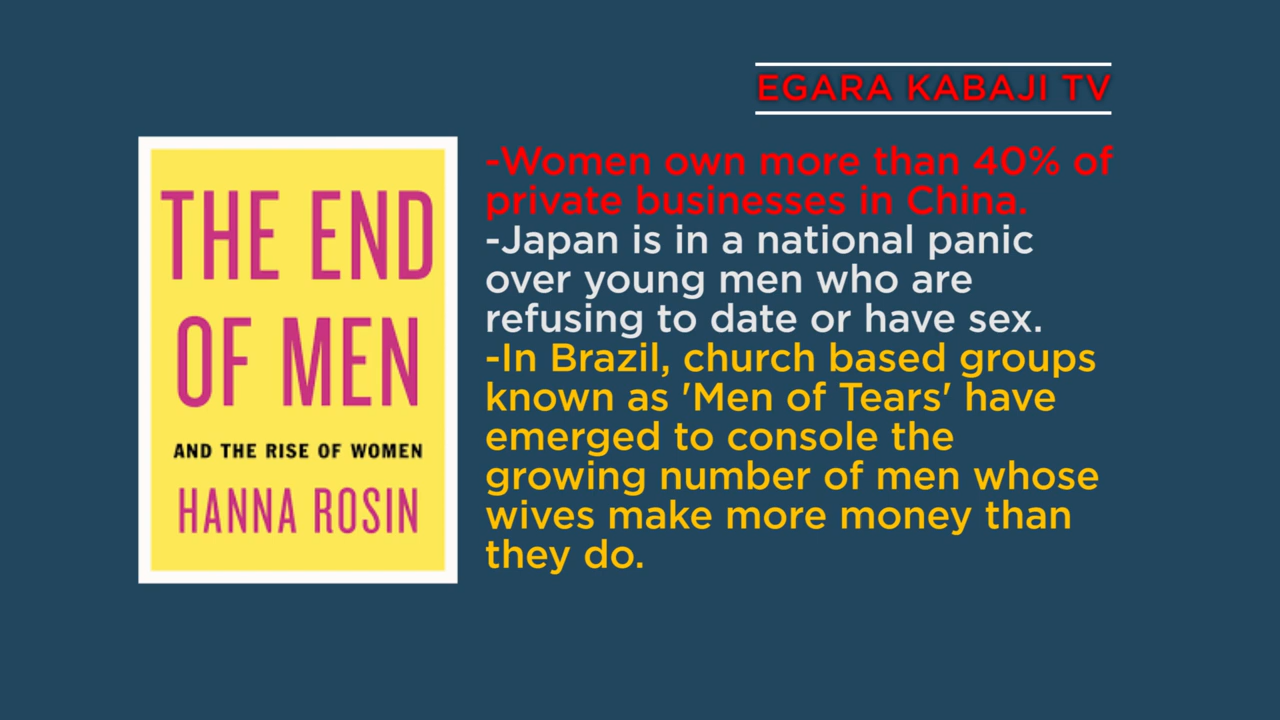 EGARA KABAJI TV
THE END
OF MEN
AND THE RISE OF WOMEN
HANNA ROSIN
-Women own more than 40% of
private businesses in China.
-Japan is in a national panic
over young men who are
refusing to date or have sex.
-In Brazil, church based groups
known as 'Men of Tears' have
emerged to console the
growing number of men whose
wives make more money than
they do.